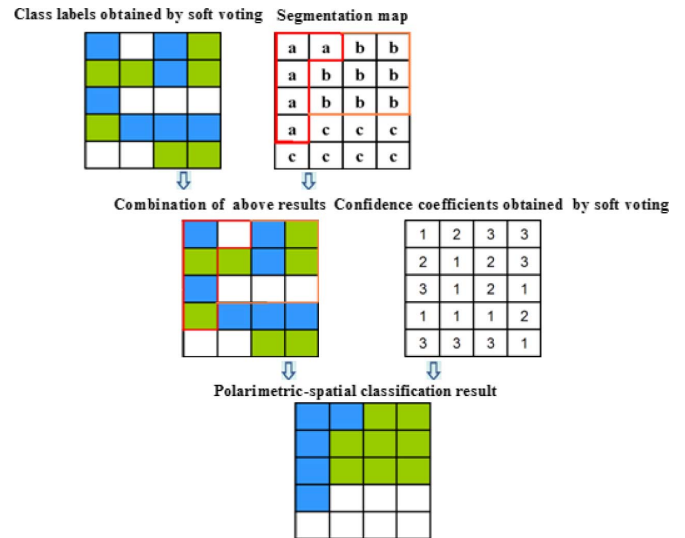 Class labels obtained by soft voting
Segmentation map
a a b b
a b b b
a b b b
a c c c
c c c c
Combination of above results
Confidence coefficients obtained by soft voting
1 2 3 3
2 1 2 3
3 1 2 1
1 1 1 2
3 3 3 1
Polarimetric-spatial classification result